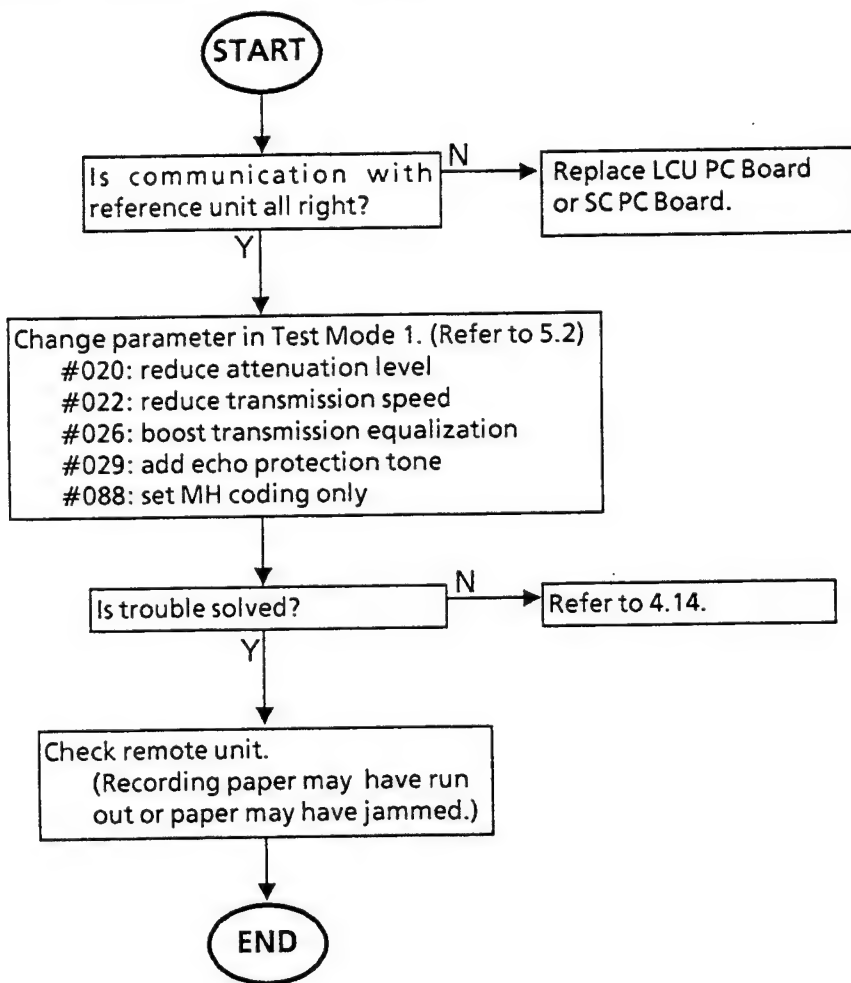 START
Is communication with
reference unit all right?
N
Replace LCU PC Board
or SC PC Board.
Y
Change parameter in Test Mode 1. (Refer to 5.2)
#020: reduce attenuation level
#022: reduce transmission speed
#026: boost transmission equalization
#029: add echo protection tone
#088: set MH coding only
Is trouble solved?
N
Refer to 4.14.
Y
Check remote unit.
(Recording paper may have run
out or paper may have jammed.)
END